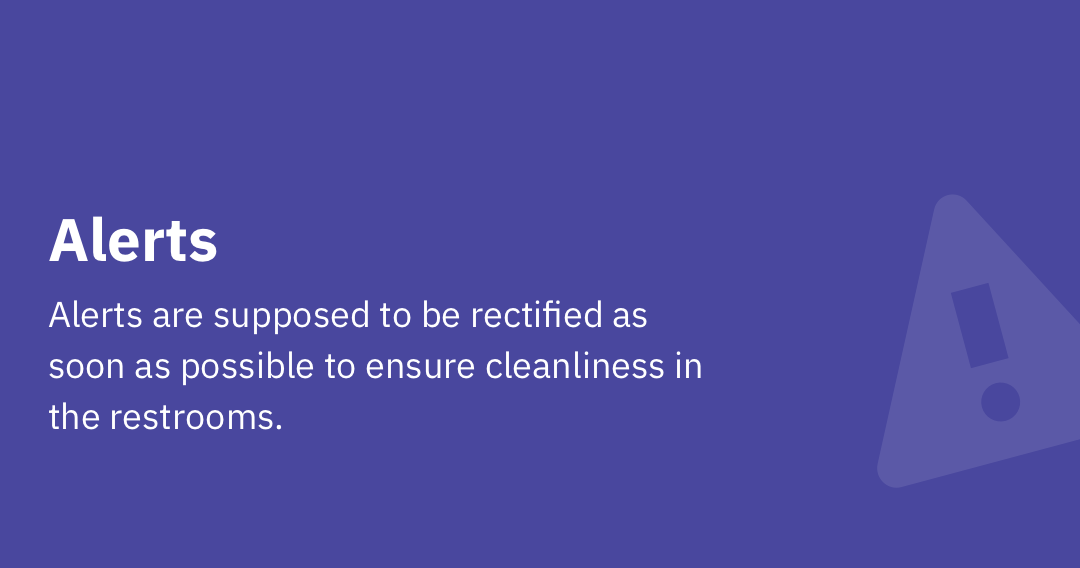 Alerts
Alerts are supposed to be rectified as
soon as possible to ensure cleanliness in
the restrooms.